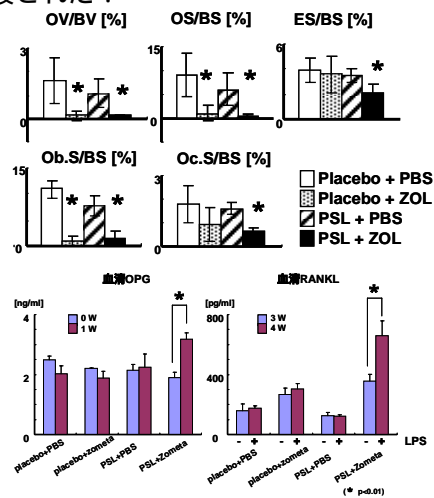 OV/BV [%]
OS/BS [%]
ES/BS [%]
3
0
*
*
15
0
*
*
6
0
*
Ob.S/BS [%]
Oc.S/BS [%]
15
0
*
*
3
0
*
Placebo + PBS
Placebo + ZOL
PSL + PBS
PSL + ZOL
血清OPG
血清RANKL
[ng/ml]
4
2
0
0 W
1 W
*
placebo+PBS
placebo+zometa
PSL+PBS
PSL+Zometa
[pg/ml]
800
400
0
3 W
4 W
*
- + - + - + - + LPS
placebo+PBS
placebo+zometa
PSL+PBS
PSL+Zometa
(* p<0.01)